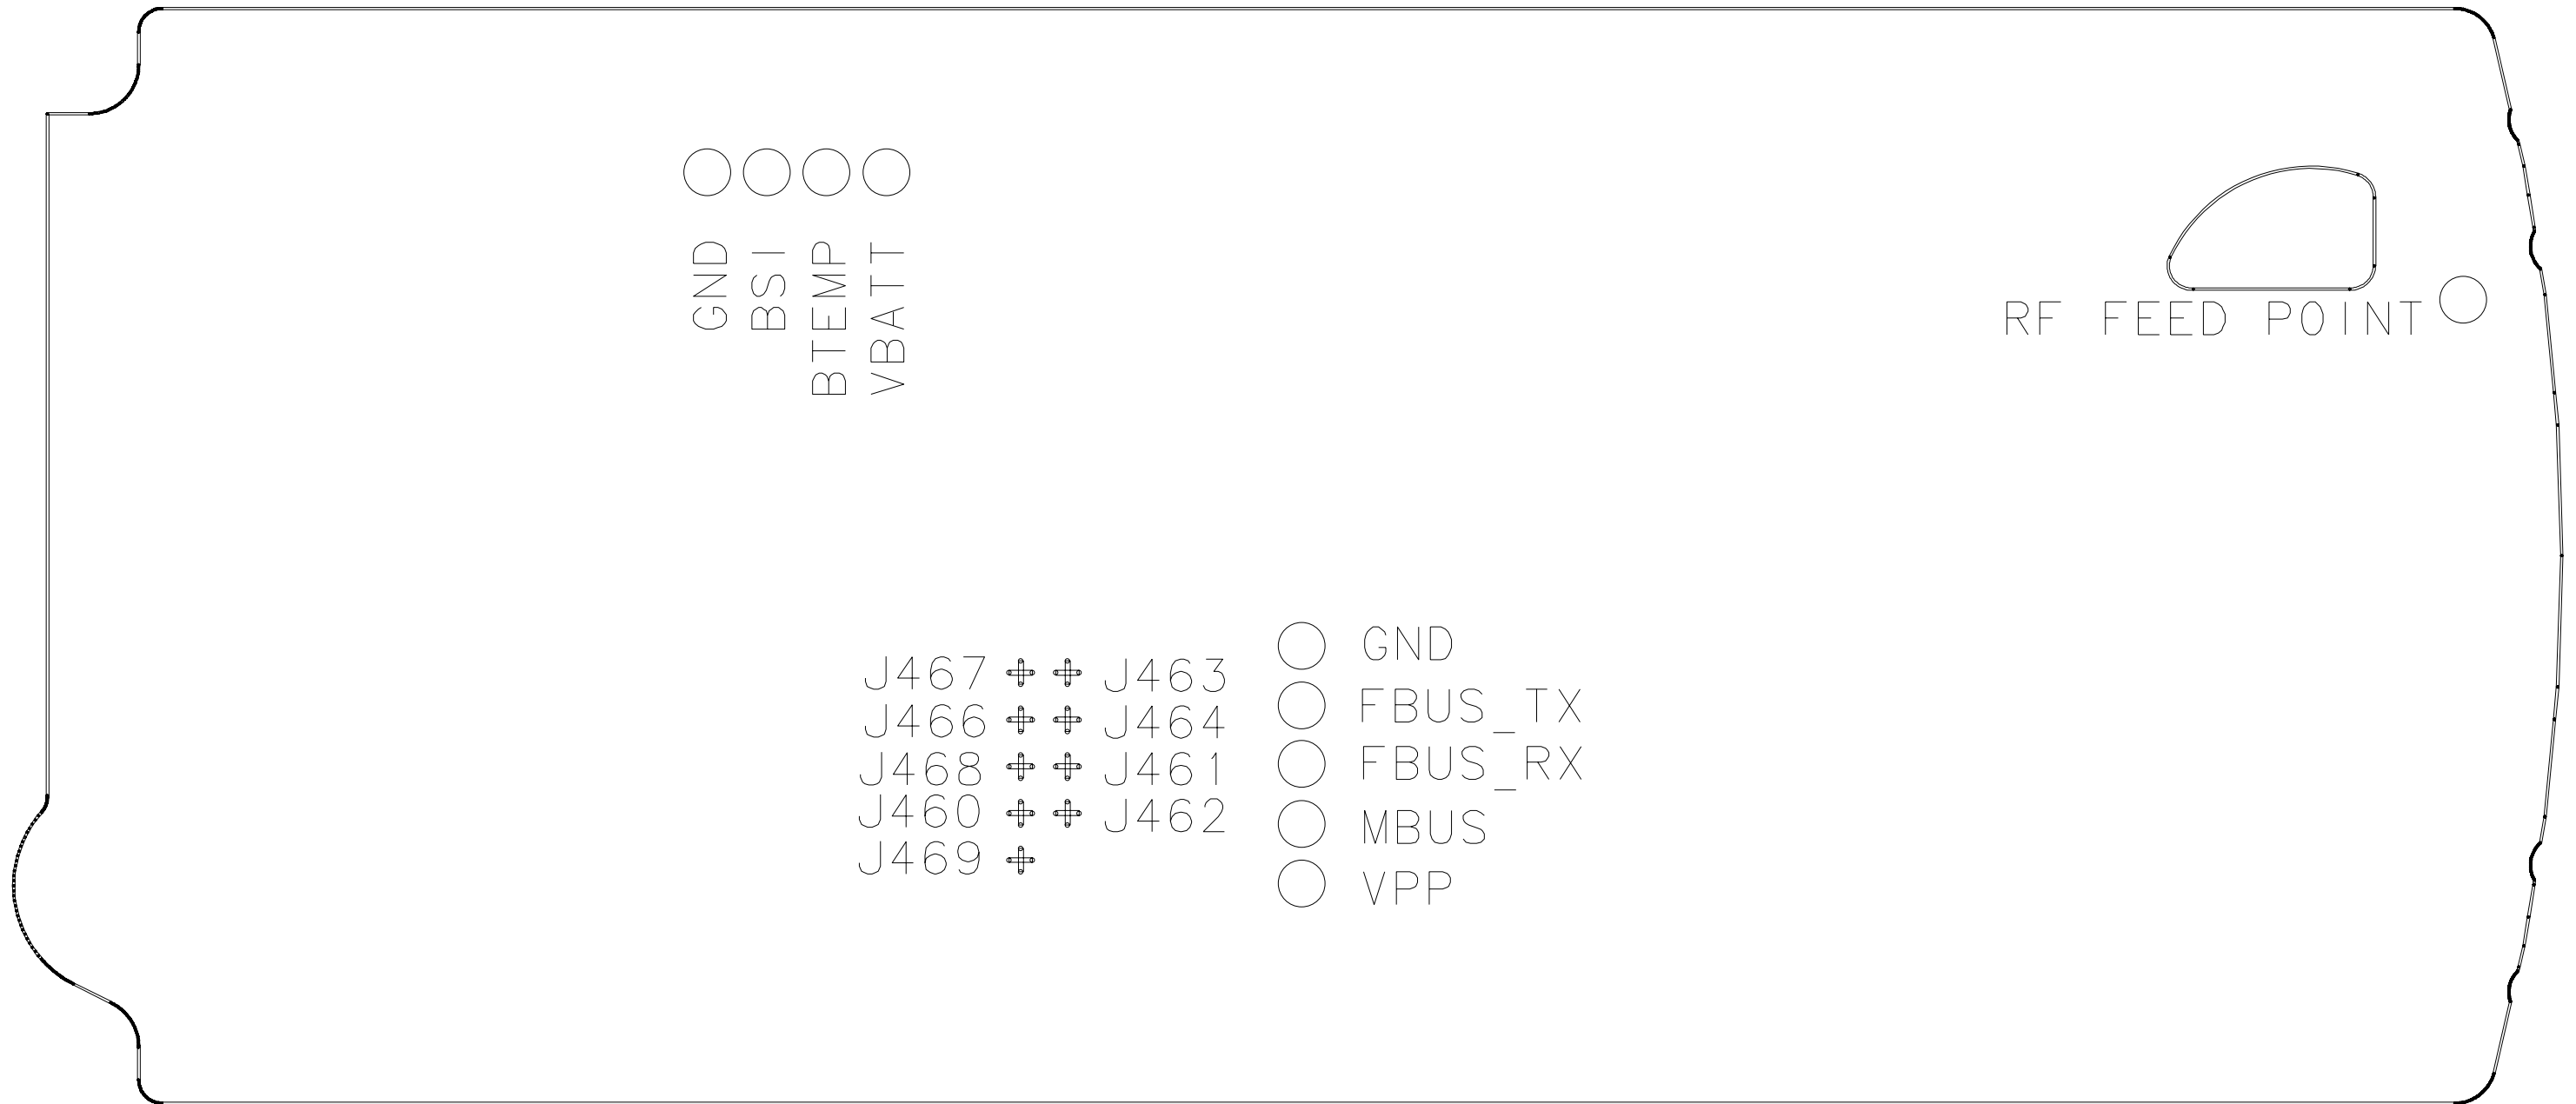 GND
BSI
BTEMP
VBATT
RF FEED POINT
GND
J467 J463
FBUS_TX
J466 J464
FBUS_RX
J468 J461
J460 J462
MBUS
J469
VPP